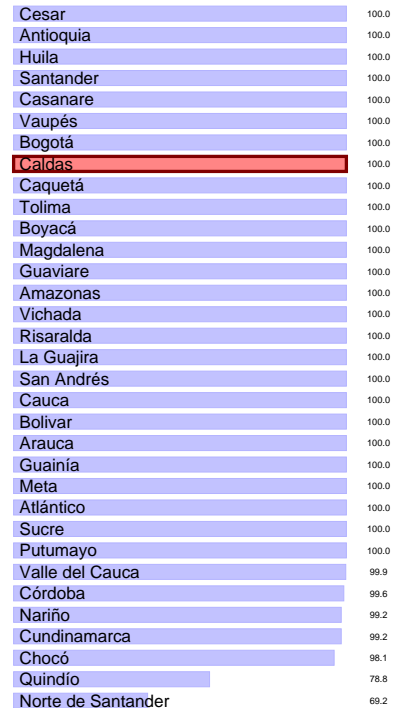 Cesar 100.0
Antioquia 100.0
Huila 100.0
Santander 100.0
Casanare 100.0
Vaupés 100.0
Bogotá 100.0
Caldas 100.0
Caquetá 100.0
Tolima 100.0
Boyacá 100.0
Magdalena 100.0
Guaviare 100.0
Amazonas 100.0
Vichada 100.0
Risaralda 100.0
La Guajira 100.0
San Andrés 100.0
Cauca 100.0
Bolivar 100.0
Arauca 100.0
Guainía 100.0
Meta 100.0
Atlántico 100.0
Sucre 100.0
Putumayo 100.0
Valle del Cauca 99.9
Córdoba 99.6
Nariño 99.2
Cundinamarca 99.2
Chocó 98.1
Quindío 78.8
Norte de Santander 69.2